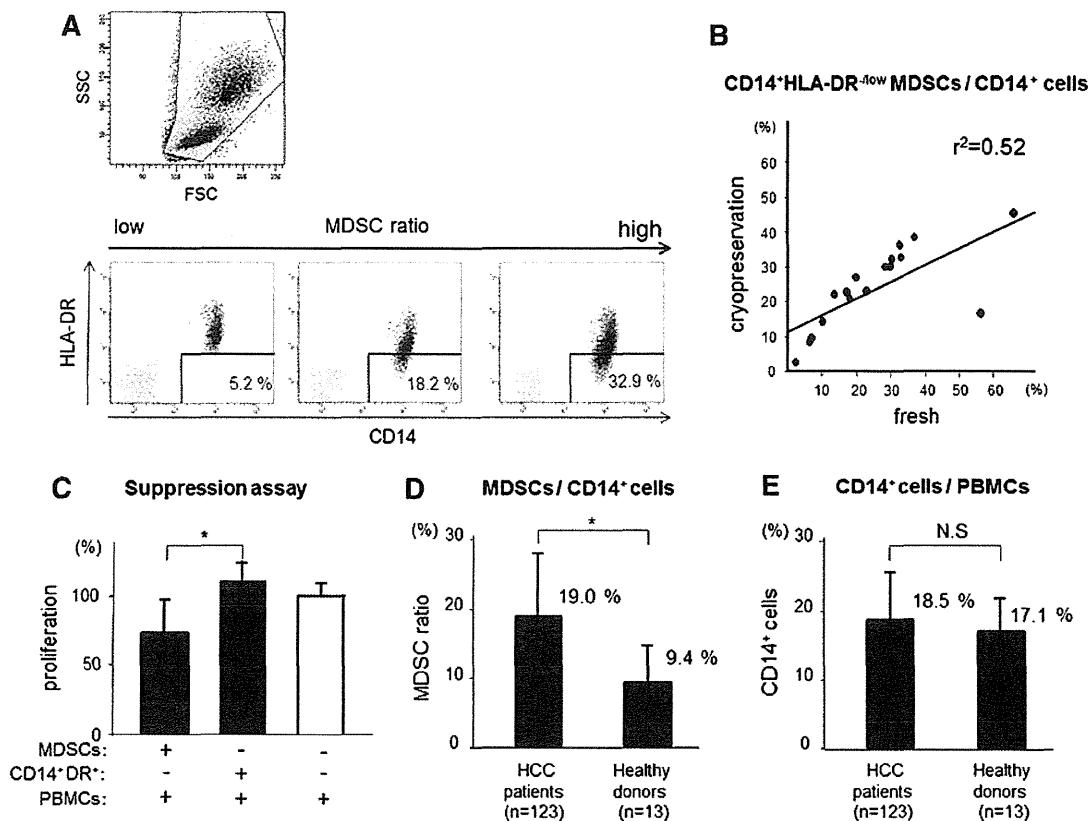 A
SSC
FSC
low MDSC ratio high
HLA-DR
5.2 %
18.2 %
32.9 %
CD14
B
CD14⁺HLA-DR⁻/low MDSCs / CD14⁺ cells
(%)
r²=0.52
60
50
40
30
20
10
0
cryopreservation
10 20 30 40 50 60 (%)
fresh
C Suppression assay
(%)
*
100
50
0
proliferation
MDSCs: + - -
CD14⁺DR⁺: - + -
PBMCs: + + +
D MDSCs / CD14⁺ cells
(%)
*
30
20
10
0
MDSC ratio
19.0 %
9.4 %
HCC patients (n=123)
Healthy donors (n=13)
E CD14⁺ cells / PBMCs
(%)
N.S
30
20
10
0
CD14⁺ cells
18.5 %
17.1 %
HCC patients (n=123)
Healthy donors (n=13)